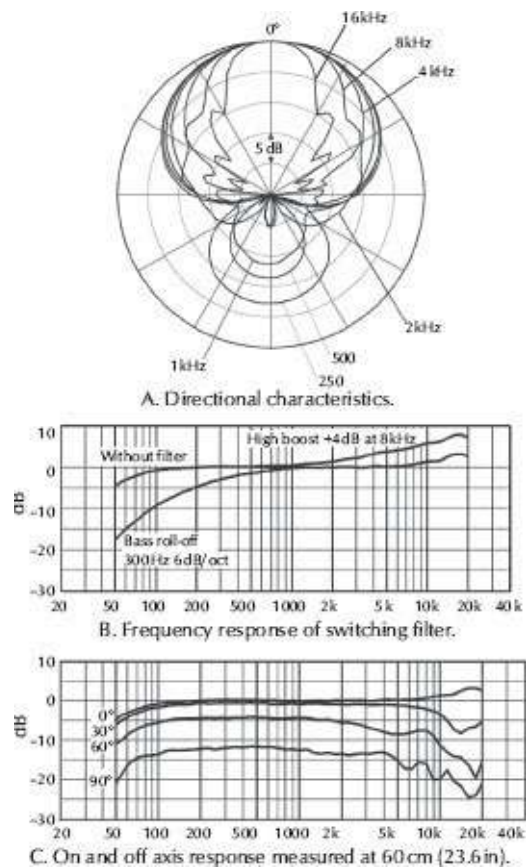 0°
16kHz
8kHz
4kHz
5 dB
2kHz
1kHz
500
250
A. Directional characteristics.
10
0
-10
-20
-30
dB
High boost +4dB at 8kHz
Without filter
Bass roll-off
300Hz 6dB/oct
20 50 100 200 500 1000 2k 5k 10k 20k 40k
B. Frequency response of switching filter.
10
0
-10
-20
-30
dB
0°
30°
60°
90°
20 50 100 200 500 1000 2k 5k 10k 20k 40k
C. On and off axis response measured at 60cm (23.6in).